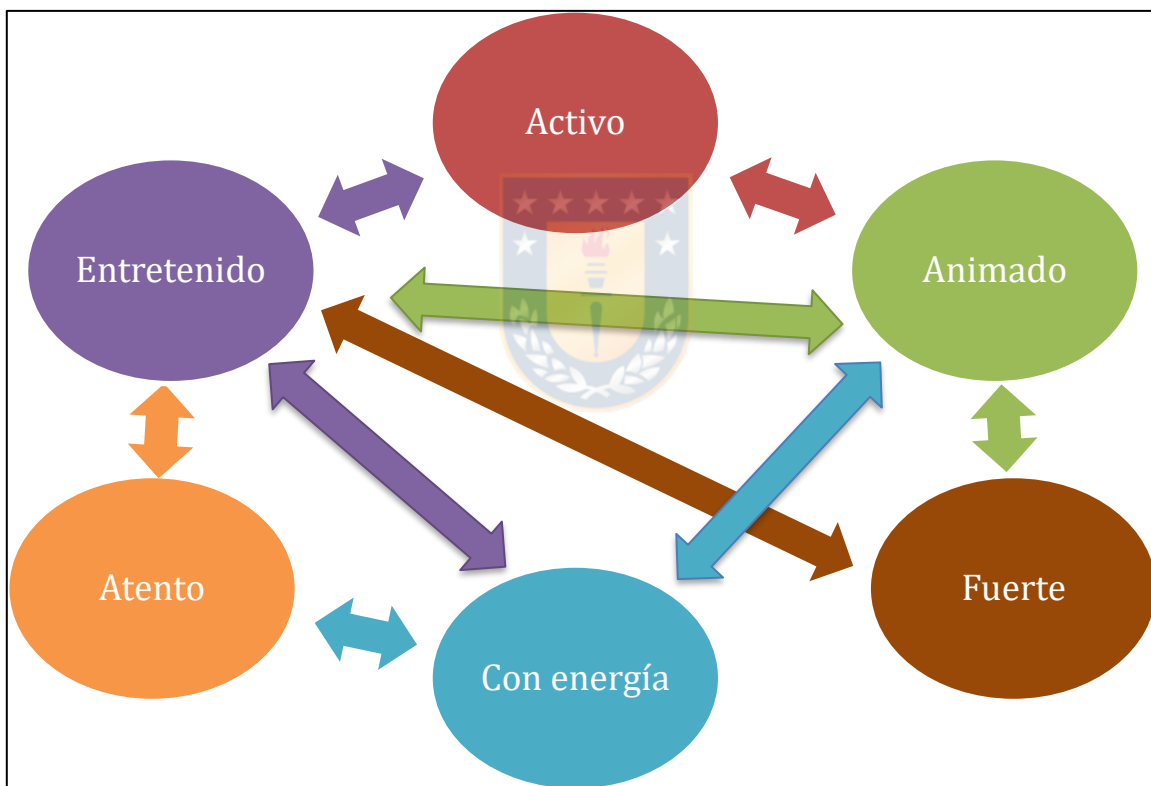 Activo
Entretenido
Animado
Atento
Fuerte
Con energía